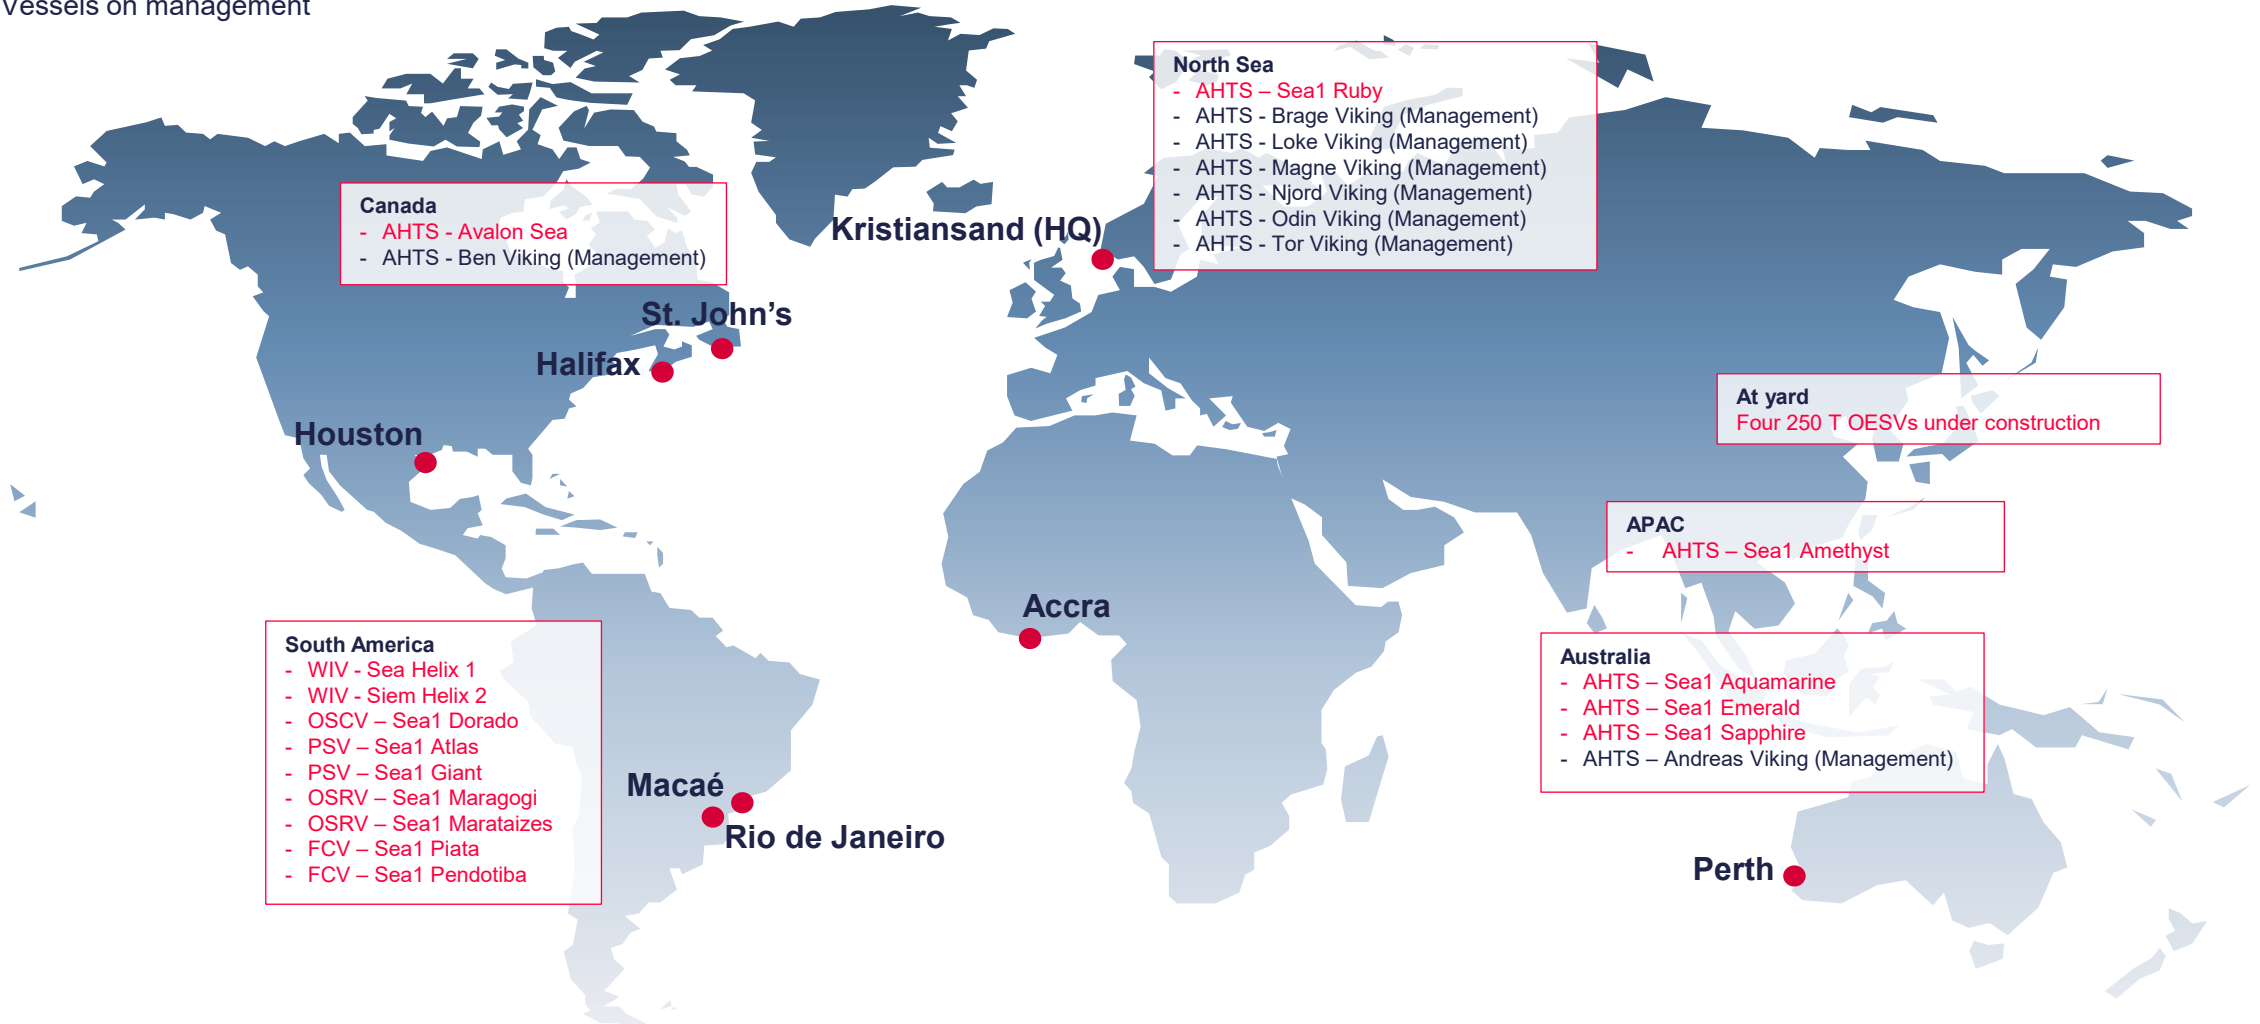 Vessels on management
North Sea
- AHTS – Sea1 Ruby
- AHTS - Brage Viking (Management)
- AHTS - Loke Viking (Management)
- AHTS - Magne Viking (Management)
- AHTS - Njord Viking (Management)
- AHTS - Odin Viking (Management)
- AHTS - Tor Viking (Management)
Canada
- AHTS - Avalon Sea
- AHTS - Ben Viking (Management)
Kristiansand (HQ)
St. John’s
Halifax
Houston
At yard
Four 250 T OESVs under construction
APAC
- AHTS – Sea1 Amethyst
Accra
South America
- WIV - Sea Helix 1
- WIV - Siem Helix 2
- OSCV – Sea1 Dorado
- PSV – Sea1 Atlas
- PSV – Sea1 Giant
- OSRV – Sea1 Maragogi
- OSRV – Sea1 Marataizes
- FCV – Sea1 Piata
- FCV – Sea1 Pendotiba
Australia
- AHTS – Sea1 Aquamarine
- AHTS – Sea1 Emerald
- AHTS – Sea1 Sapphire
- AHTS – Andreas Viking (Management)
Macaé
Rio de Janeiro
Perth